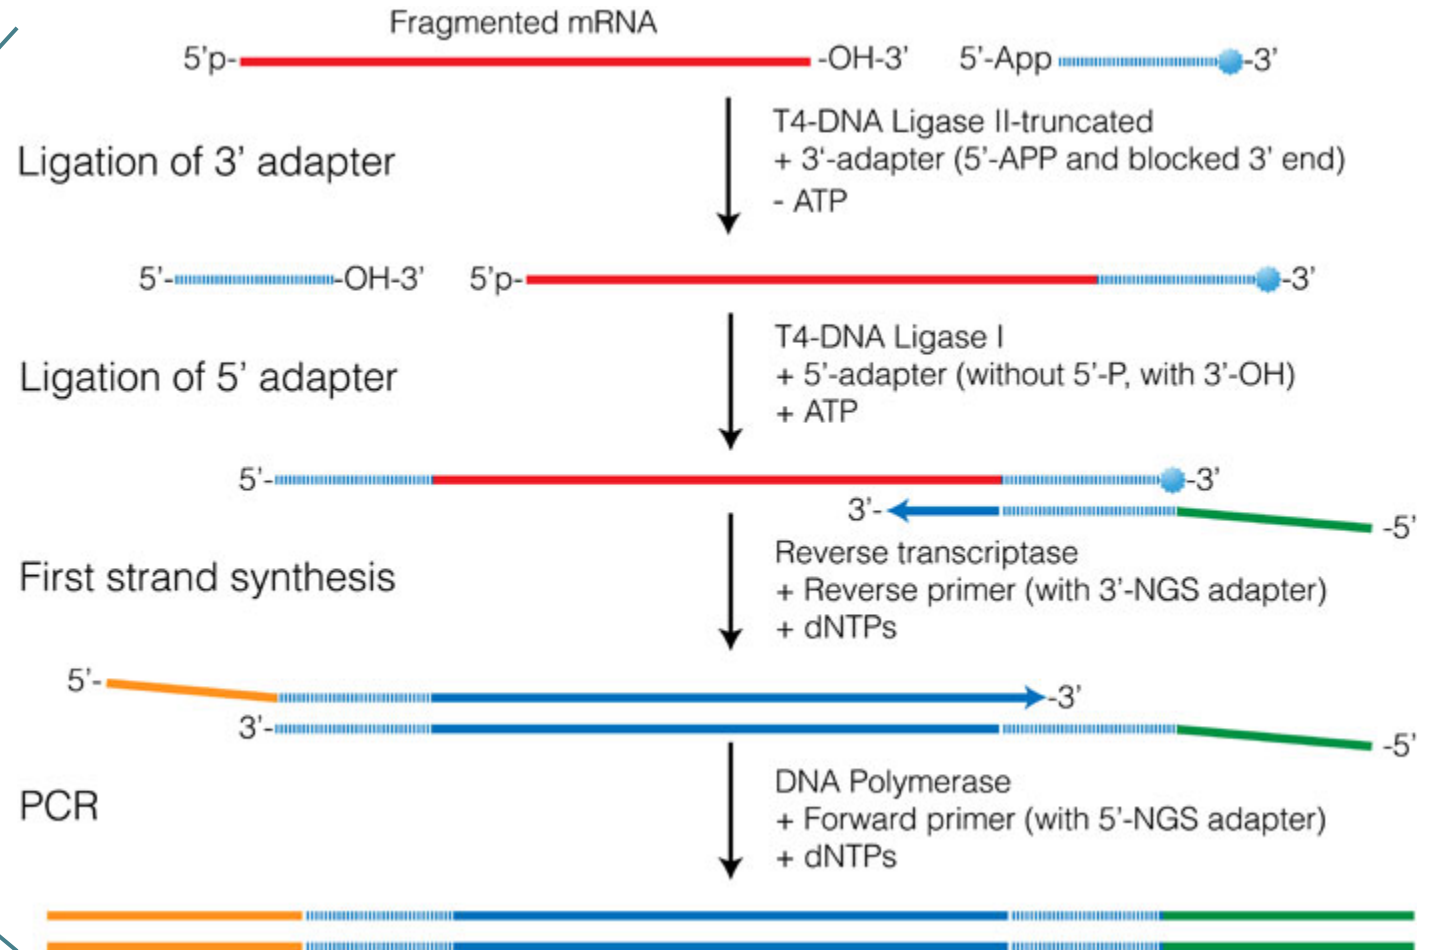 Fragmented mRNA
5’p- -OH-3’ 5’-App -3’
T4-DNA Ligase II-truncated
Ligation of 3’ adapter
+ 3‘-adapter (5’-APP and blocked 3’ end)
- ATP
5’- -OH-3’ 5’p- -3’
T4-DNA Ligase I
Ligation of 5’ adapter
+ 5’-adapter (without 5’-P, with 3’-OH)
+ ATP
5’- -3’
3’- -5’
Reverse transcriptase
First strand synthesis
+ Reverse primer (with 3’-NGS adapter)
+ dNTPs
5’- -3’
3’- -5’
DNA Polymerase
PCR
+ Forward primer (with 5’-NGS adapter)
+ dNTPs